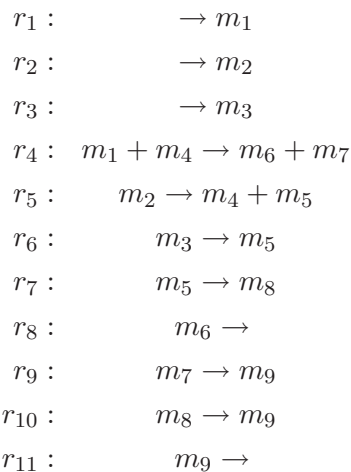 r₁ : → m₁
r₂ : → m₂
r₃ : → m₃
r₄ : m₁ + m₄ → m₆ + m₇
r₅ : m₂ → m₄ + m₅
r₆ : m₃ → m₅
r₇ : m₅ → m₈
r₈ : m₆ →
r₉ : m₇ → m₉
r₁₀ : m₈ → m₉
r₁₁ : m₉ →